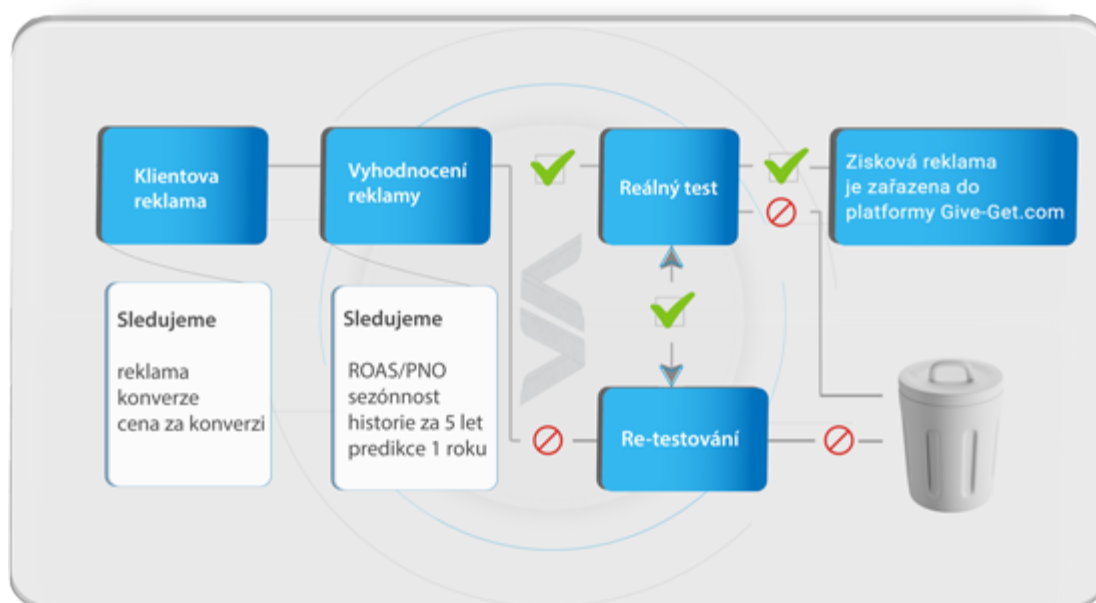 Klientova
reklama
Vyhodnocení
reklamy
Reálný test
Zisková reklama
je zařazena do
platformy Give-Get.com
Sledujeme
reklama
konverze
cena za konverzi
Sledujeme
ROAS/PNO
sezónnost
historie za 5 let
predikce 1 roku
Re-testování